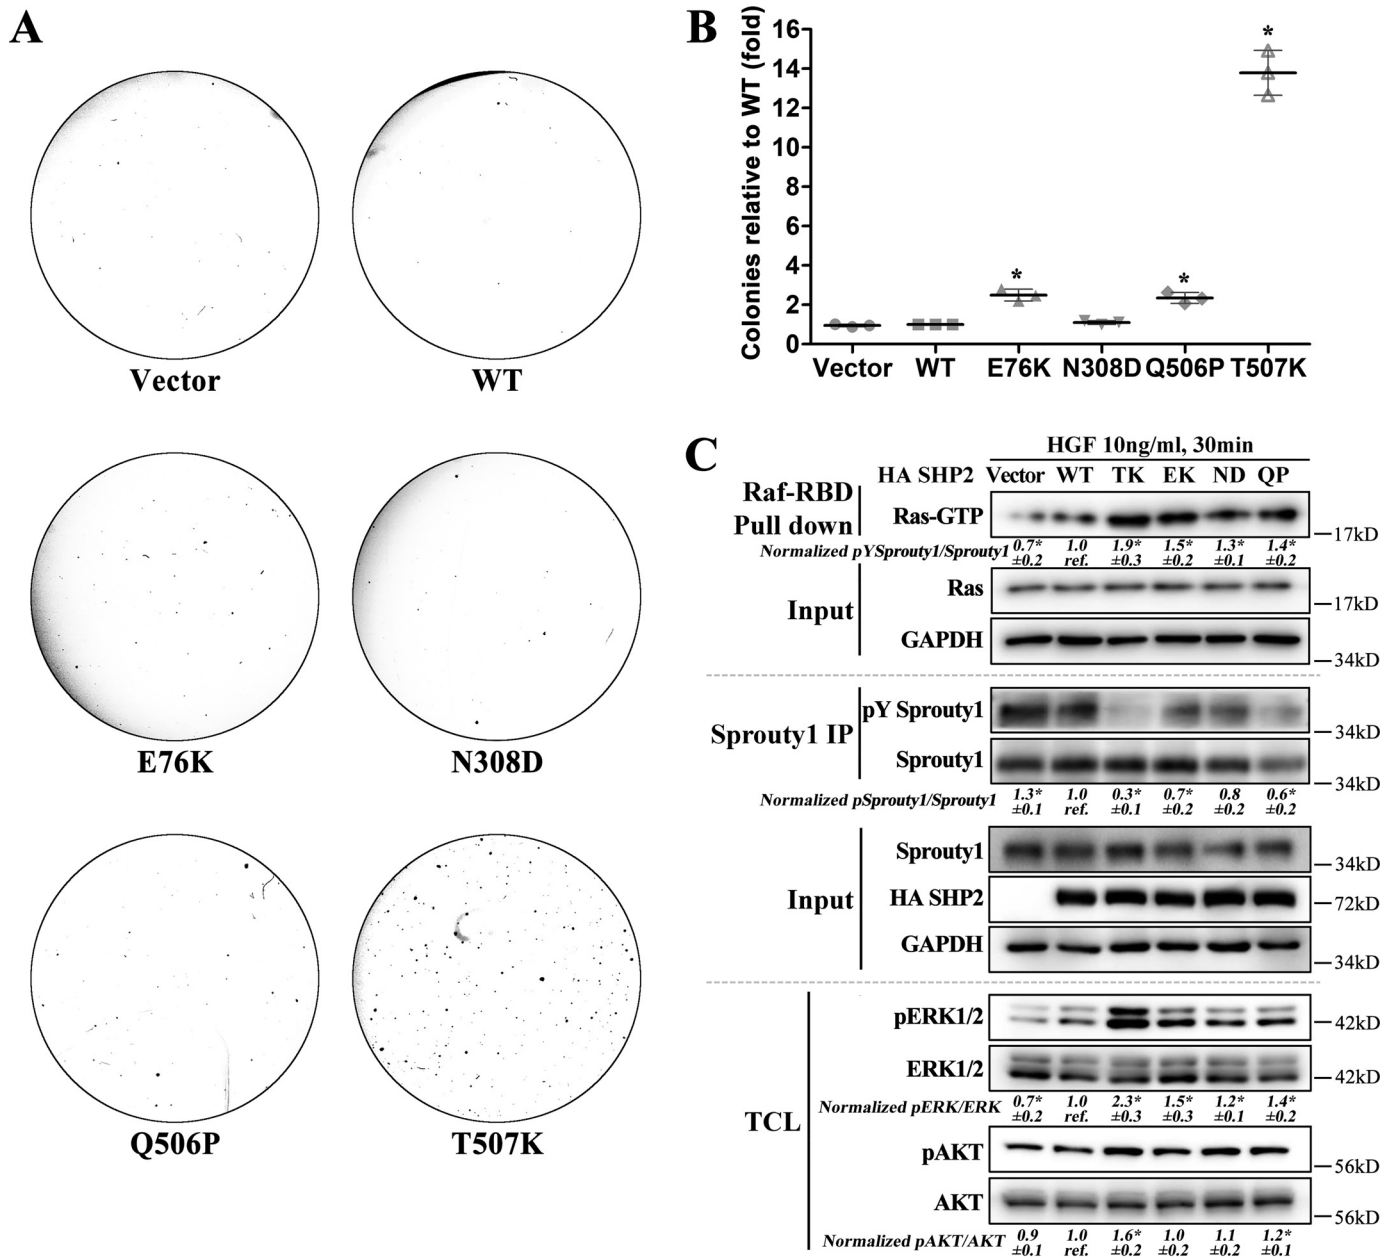 A
Vector
WT
E76K
N308D
Q506P
T507K
B
Colonies relative to WT (fold)
16
14
12
10
8
6
4
2
0
*
*
*
Vector WT E76K N308D Q506P T507K
C
HGF 10ng/ml, 30min
HA SHP2 Vector WT TK EK ND QP
Raf-RBD
Pull down
Ras-GTP
17kD
Normalized pYSprouty1/Sprouty1 0.7* 1.0 1.9* 1.5* 1.3* 1.4*
±0.2 ref. ±0.3 ±0.2 ±0.1 ±0.2
Input
Ras
17kD
GAPDH
34kD
Sprouty1 IP
pY Sprouty1
34kD
Sprouty1
34kD
Normalized pSprouty1/Sprouty1 1.3* 1.0 0.3* 0.7* 0.8 0.6*
±0.1 ref. ±0.1 ±0.2 ±0.2 ±0.2
Input
Sprouty1
34kD
HA SHP2
72kD
GAPDH
34kD
TCL
pERK1/2
42kD
ERK1/2
42kD
Normalized pERK/ERK 0.7* 1.0 2.3* 1.5* 1.2* 1.4*
±0.2 ref. ±0.3 ±0.3 ±0.1 ±0.2
pAKT
56kD
AKT
56kD
Normalized pAKT/AKT 0.9 1.0 1.6* 1.0 1.1 1.2*
±0.1 ref. ±0.2 ±0.2 ±0.2 ±0.1